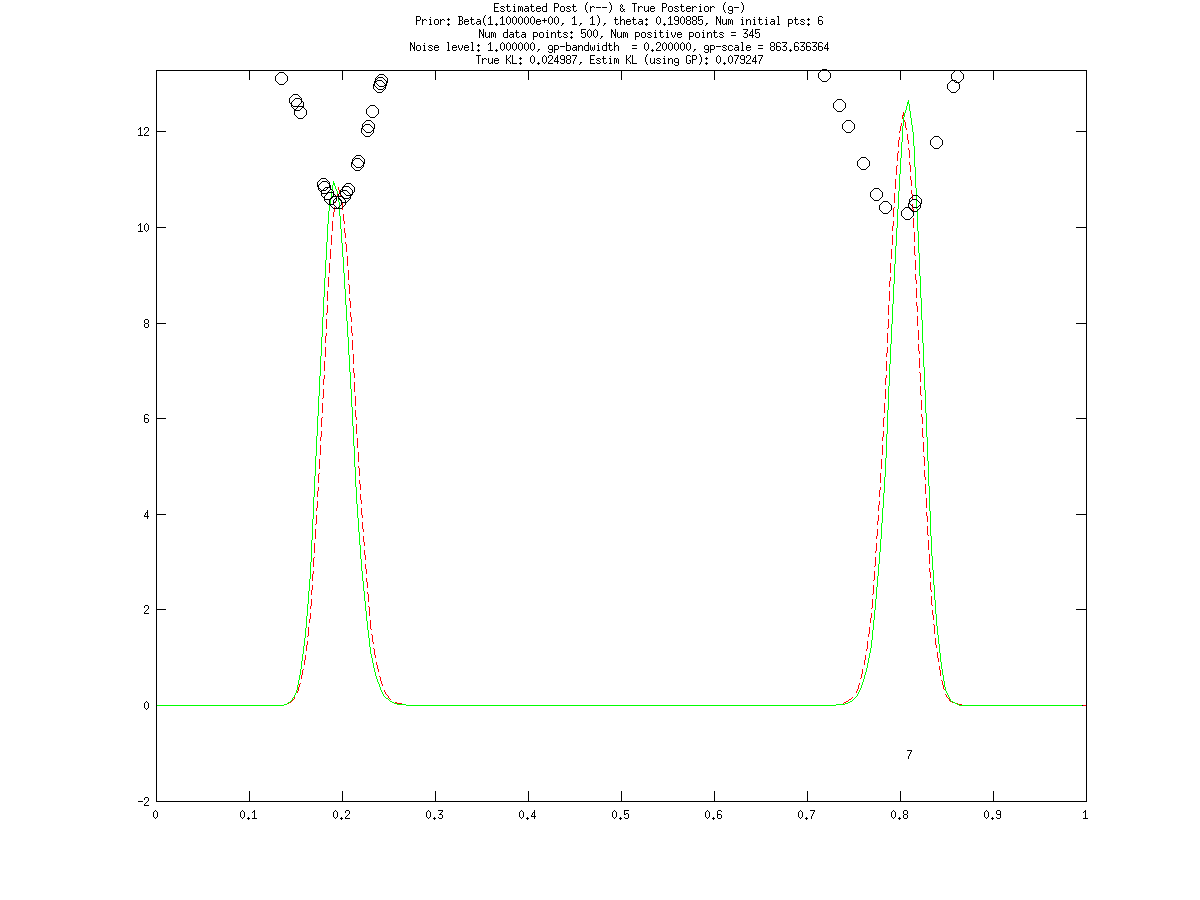 Estimated Post (r--) & True Posterior (g-)
Prior: Beta(1.100000e+00, 1, 1), theta: 0.190885, Num initial pts: 6
Num data points: 500, Num positive points = 345
Noise level: 1.000000, gp-bandwidth  = 0.200000, gp-scale = 863.636364
True KL: 0.024987, Estim KL (using GP): 0.079247
12
10
8
6
4
2
0
7
-2
0 0.1 0.2 0.3 0.4 0.5 0.6 0.7 0.8 0.9 1